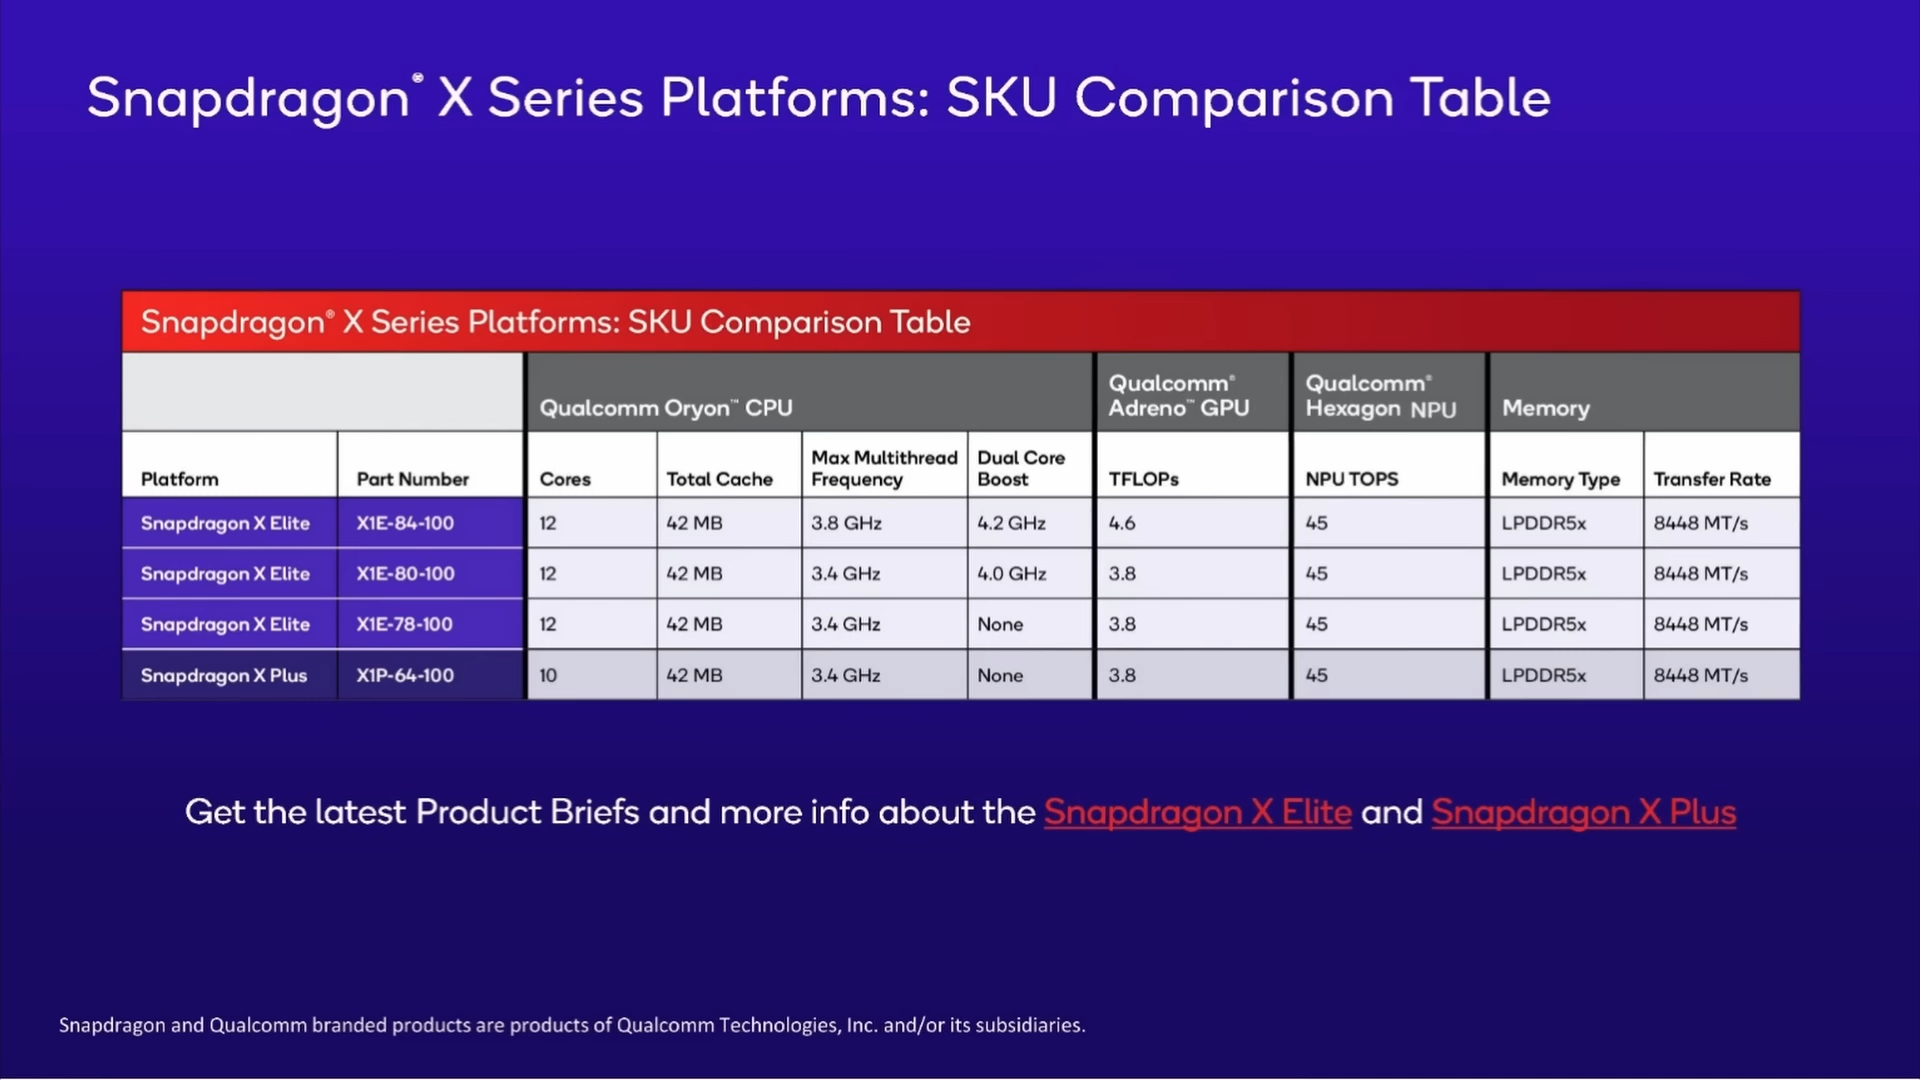 Snapdragon® X Series Platforms: SKU Comparison Table
Snapdragon® X Series Platforms: SKU Comparison Table
Qualcomm Oryon™ CPU
Qualcomm®
Adreno™ GPU
Qualcomm®
Hexagon NPU
Memory
Platform
Part Number
Cores
Total Cache
Max Multithread
Frequency
Dual Core
Boost
TFLOPs
NPU TOPS
Memory Type
Transfer Rate
Snapdragon X Elite X1E-84-100 12 42 MB 3.8 GHz 4.2 GHz 4.6 45 LPDDR5x 8448 MT/s
Snapdragon X Elite X1E-80-100 12 42 MB 3.4 GHz 4.0 GHz 3.8 45 LPDDR5x 8448 MT/s
Snapdragon X Elite X1E-78-100 12 42 MB 3.4 GHz None 3.8 45 LPDDR5x 8448 MT/s
Snapdragon X Plus X1P-64-100 10 42 MB 3.4 GHz None 3.8 45 LPDDR5x 8448 MT/s
Get the latest Product Briefs and more info about the Snapdragon X Elite and Snapdragon X Plus
Snapdragon and Qualcomm branded products are products of Qualcomm Technologies, Inc. and/or its subsidiaries.